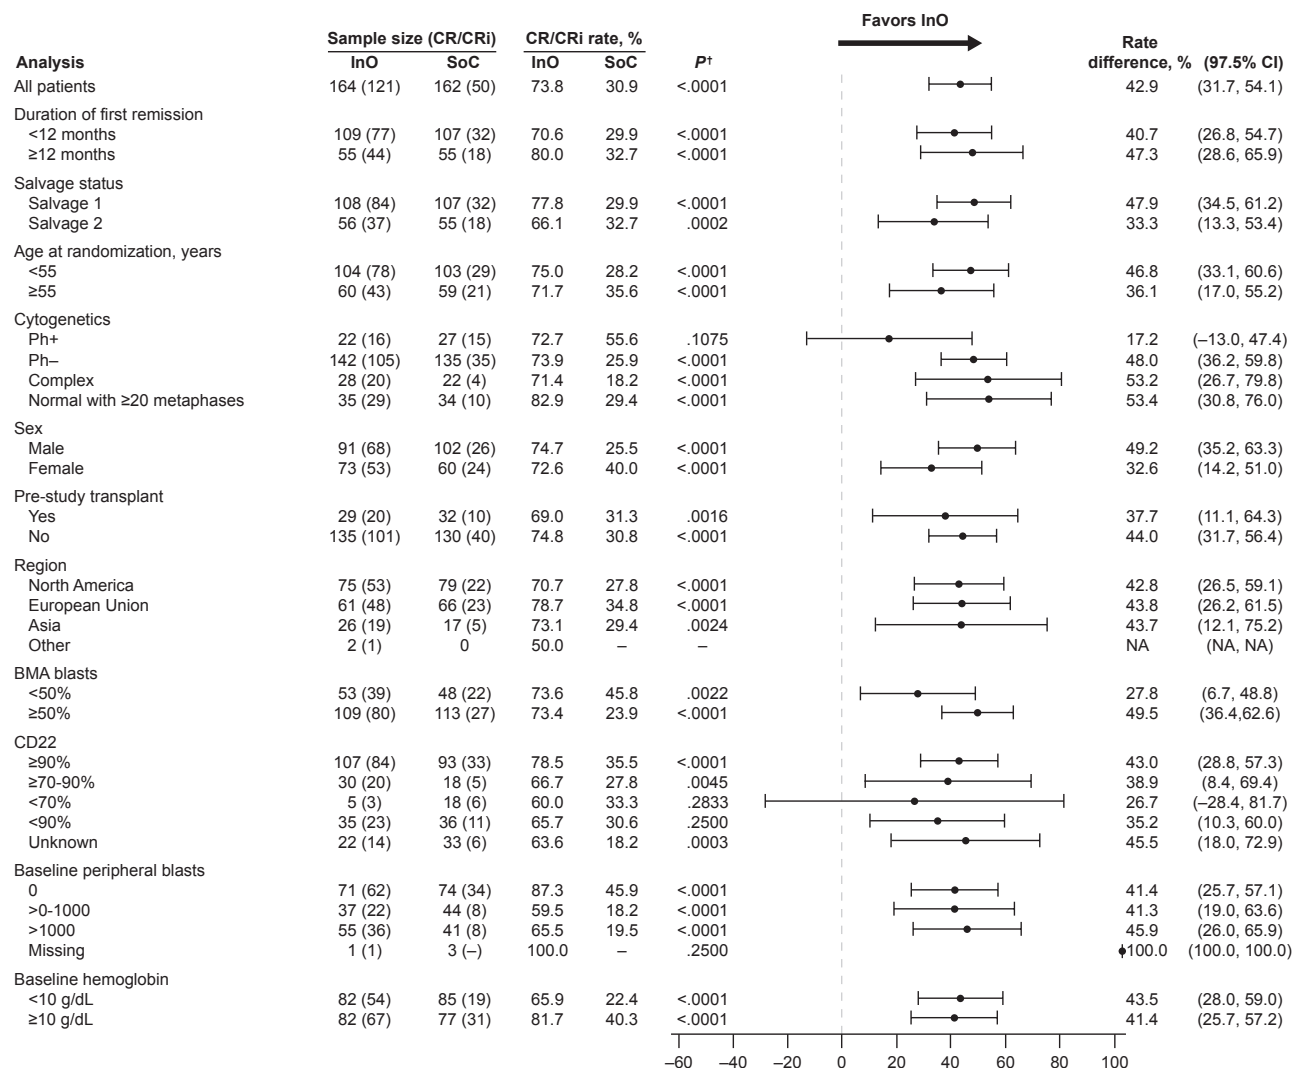 Favors InO
Sample size (CR/CRi) CR/CRi rate, % Rate
Analysis InO SoC InO SoC P† difference, % (97.5% CI)
All patients 164 (121) 162 (50) 73.8 30.9 <.0001 42.9 (31.7, 54.1)
Duration of first remission
<12 months 109 (77) 107 (32) 70.6 29.9 <.0001 40.7 (26.8, 54.7)
≥12 months 55 (44) 55 (18) 80.0 32.7 <.0001 47.3 (28.6, 65.9)
Salvage status
Salvage 1 108 (84) 107 (32) 77.8 29.9 <.0001 47.9 (34.5, 61.2)
Salvage 2 56 (37) 55 (18) 66.1 32.7 .0002 33.3 (13.3, 53.4)
Age at randomization, years
<55 104 (78) 103 (29) 75.0 28.2 <.0001 46.8 (33.1, 60.6)
≥55 60 (43) 59 (21) 71.7 35.6 <.0001 36.1 (17.0, 55.2)
Cytogenetics
Ph+ 22 (16) 27 (15) 72.7 55.6 .1075 17.2 (–13.0, 47.4)
Ph– 142 (105) 135 (35) 73.9 25.9 <.0001 48.0 (36.2, 59.8)
Complex 28 (20) 22 (4) 71.4 18.2 <.0001 53.2 (26.7, 79.8)
Normal with ≥20 metaphases 35 (29) 34 (10) 82.9 29.4 <.0001 53.4 (30.8, 76.0)
Sex
Male 91 (68) 102 (26) 74.7 25.5 <.0001 49.2 (35.2, 63.3)
Female 73 (53) 60 (24) 72.6 40.0 <.0001 32.6 (14.2, 51.0)
Pre-study transplant
Yes 29 (20) 32 (10) 69.0 31.3 .0016 37.7 (11.1, 64.3)
No 135 (101) 130 (40) 74.8 30.8 <.0001 44.0 (31.7, 56.4)
Region
North America 75 (53) 79 (22) 70.7 27.8 <.0001 42.8 (26.5, 59.1)
European Union 61 (48) 66 (23) 78.7 34.8 <.0001 43.8 (26.2, 61.5)
Asia 26 (19) 17 (5) 73.1 29.4 .0024 43.7 (12.1, 75.2)
Other 2 (1) 0 50.0 – – NA (NA, NA)
BMA blasts
<50% 53 (39) 48 (22) 73.6 45.8 .0022 27.8 (6.7, 48.8)
≥50% 109 (80) 113 (27) 73.4 23.9 <.0001 49.5 (36.4,62.6)
CD22
≥90% 107 (84) 93 (33) 78.5 35.5 <.0001 43.0 (28.8, 57.3)
≥70-90% 30 (20) 18 (5) 66.7 27.8 .0045 38.9 (8.4, 69.4)
<70% 5 (3) 18 (6) 60.0 33.3 .2833 26.7 (–28.4, 81.7)
<90% 35 (23) 36 (11) 65.7 30.6 .2500 35.2 (10.3, 60.0)
Unknown 22 (14) 33 (6) 63.6 18.2 .0003 45.5 (18.0, 72.9)
Baseline peripheral blasts
0 71 (62) 74 (34) 87.3 45.9 <.0001 41.4 (25.7, 57.1)
>0-1000 37 (22) 44 (8) 59.5 18.2 <.0001 41.3 (19.0, 63.6)
>1000 55 (36) 41 (8) 65.5 19.5 <.0001 45.9 (26.0, 65.9)
Missing 1 (1) 3 (–) 100.0 – .2500 100.0 (100.0, 100.0)
Baseline hemoglobin
<10 g/dL 82 (54) 85 (19) 65.9 22.4 <.0001 43.5 (28.0, 59.0)
≥10 g/dL 82 (67) 77 (31) 81.7 40.3 <.0001 41.4 (25.7, 57.2)
–60 –40 –20 0 20 40 60 80 100